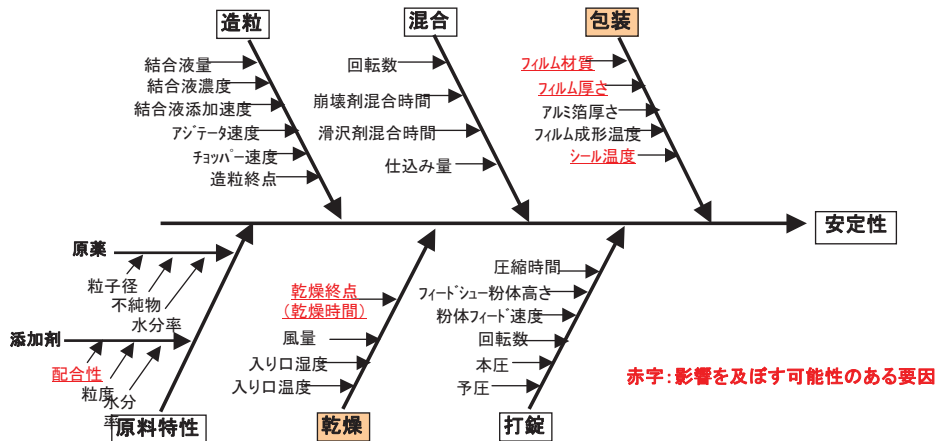 造粒
結合液量
結合液濃度
結合液添加速度
アジテータ速度
チョッパー速度
造粒終点
混合
回転数
崩壊剤混合時間
滑沢剤混合時間
仕込み量
包装
フィルム材質
フィルム厚さ
アルミ箔厚さ
フィルム成形温度
シール温度
安定性
原薬
粒子径
不純物
水分率
添加剤
配合性
粒度
水分
率
原料特性
乾燥終点
(乾燥時間)
風量
入り口湿度
入り口温度
乾燥
圧縮時間
フィードシュー粉体高さ
粉体フィード速度
回転数
本圧
予圧
打錠
赤字:影響を及ぼす可能性のある要因